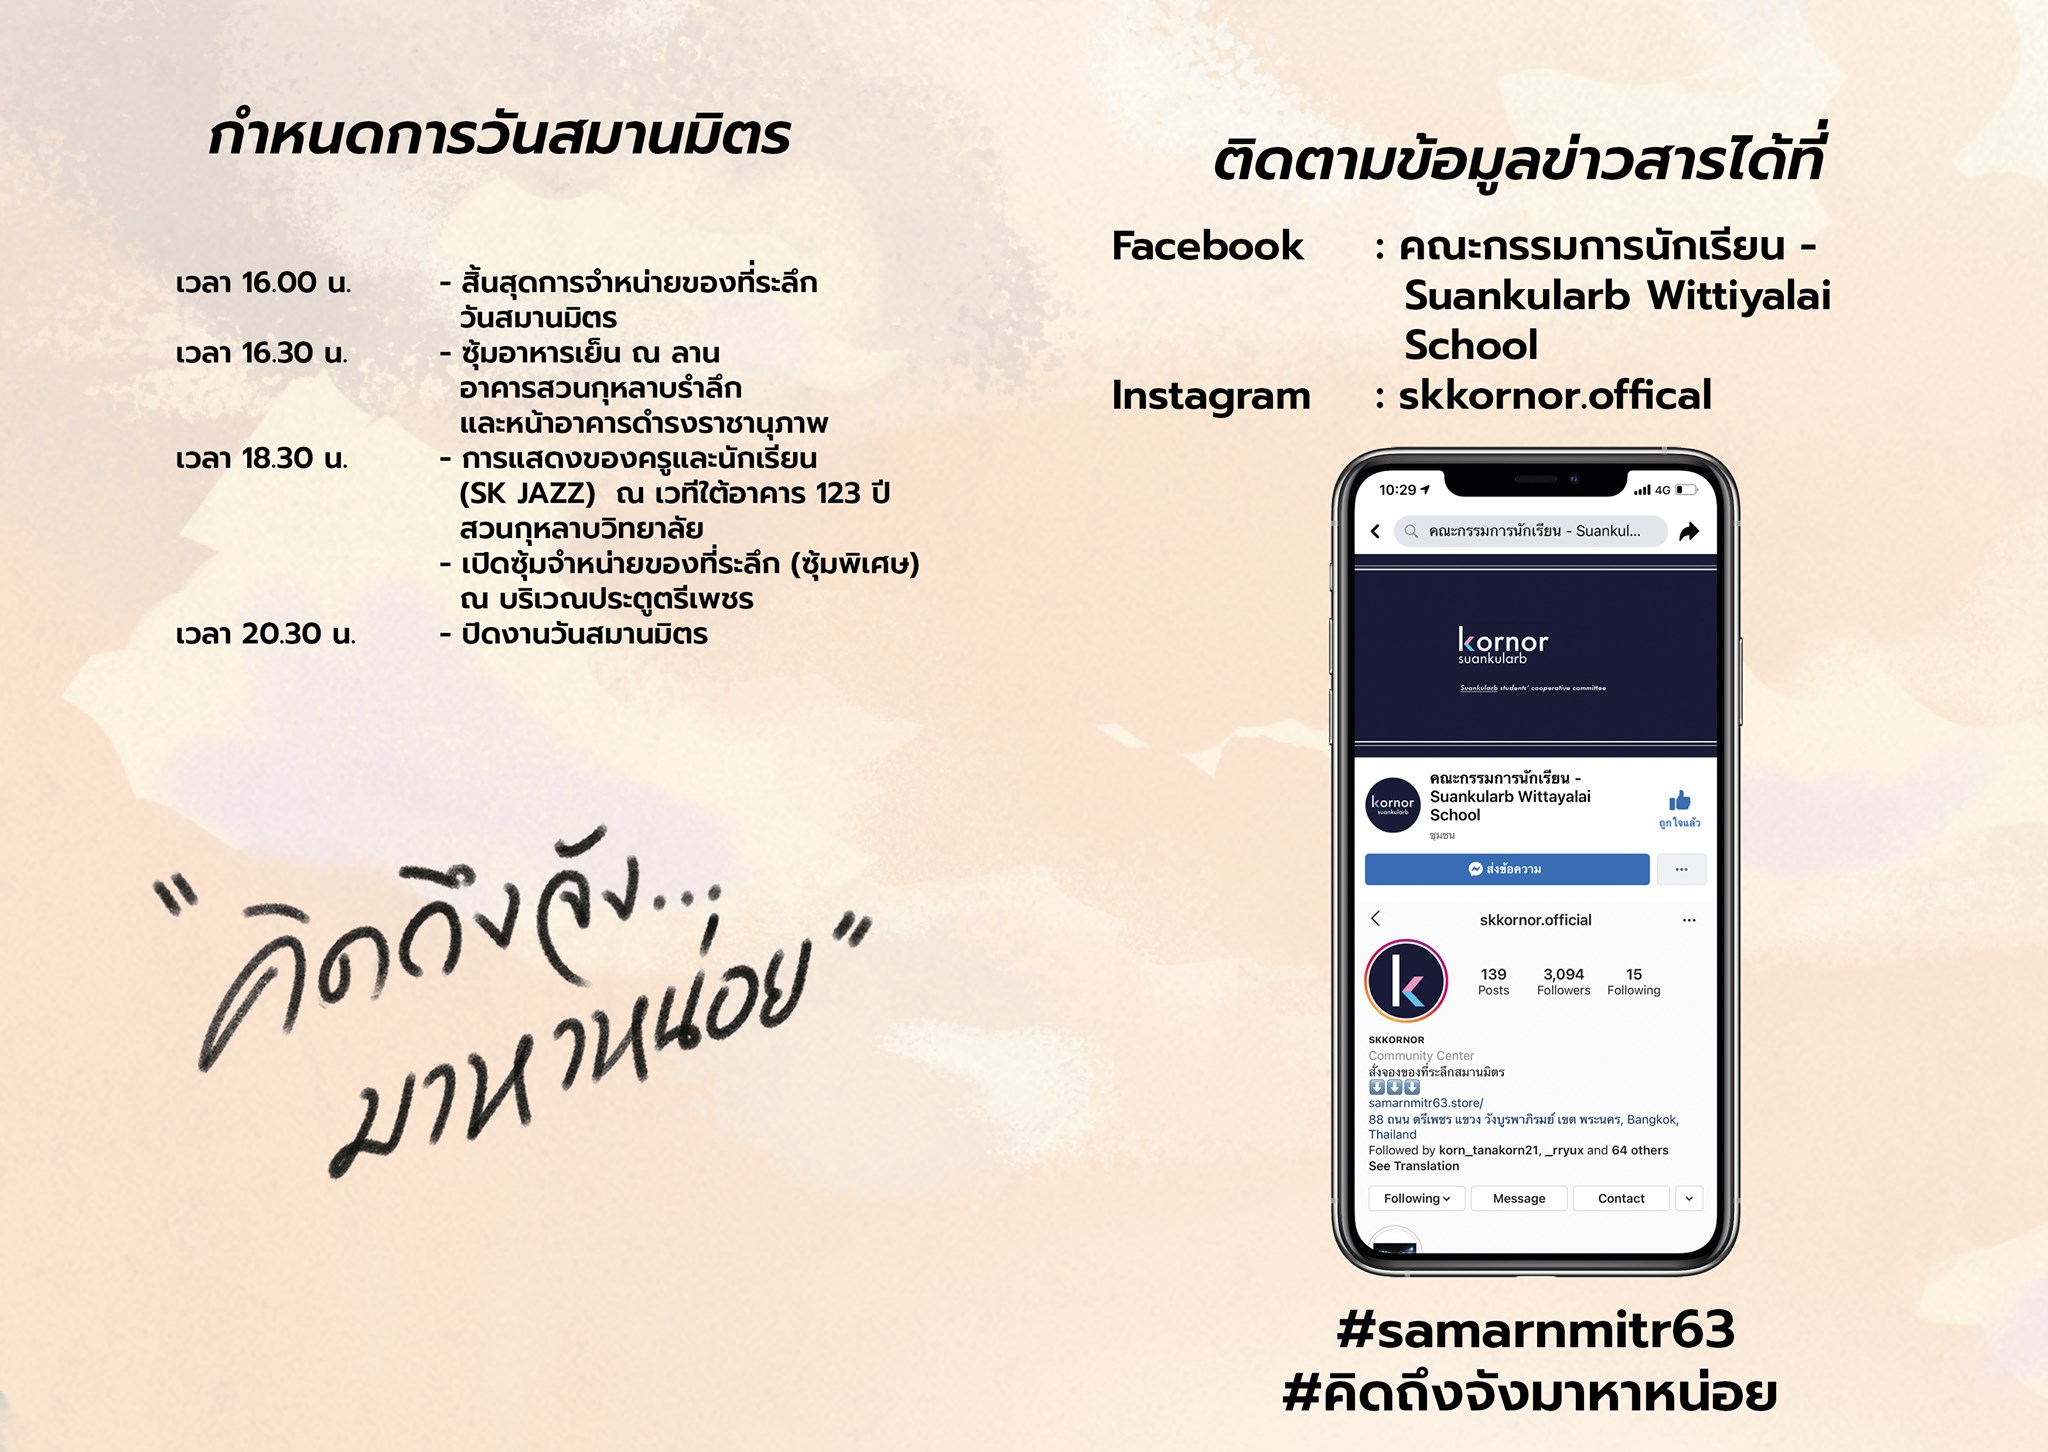 กำหนดการวันสมานมิตร
เวลา 16.00 น. - สิ้นสุดการจำหน่ายของที่ระลึก
วันสมานมิตร
เวลา 16.30 น. - ซุ้มอาหารเย็น ณ ลาน
อาคารสวนกุหลาบรำลึก
และหน้าอาคารดำรงราชานุภาพ
เวลา 18.30 น. - การแสดงของครูและนักเรียน
(SK JAZZ) ณ เวทีใต้อาคาร 123 ปี
สวนกุหลาบวิทยาลัย
- เปิดซุ้มจำหน่ายของที่ระลึก (ซุ้มพิเศษ)
ณ บริเวณประตูตรีเพชร
เวลา 20.30 น. - ปิดงานวันสมานมิตร
"คิดถึงจัง...
มาหาหน่อย"
ติดตามข้อมูลข่าวสารได้ที่
Facebook : คณะกรรมการนักเรียน -
Suankularb Wittiyalai
School
Instagram : skkornor.offical
10:29 4G
คณะกรรมการนักเรียน - Suankul...
kornor
suankularb
Suankularb students' cooperative committee
kornor
suankularb
คณะกรรมการนักเรียน -
Suankularb Wittayalai
School
ชุมชน
ถูกใจแล้ว
ส่งข้อความ
skkornor.official
k
139 3,094 15
Posts Followers Following
SKKORNOR
Community Center
สั่งจองของที่ระลึกสมานมิตร
⬇️⬇️⬇️
samarnmitr63.store/
88 ถนน ตรีเพชร แขวง วังบูรพาภิรมย์ เขต พระนคร, Bangkok,
Thailand
Followed by korn_tanakorn21, _rryux and 64 others
See Translation
Following Message Contact
#samarnmitr63
#คิดถึงจังมาหาหน่อย